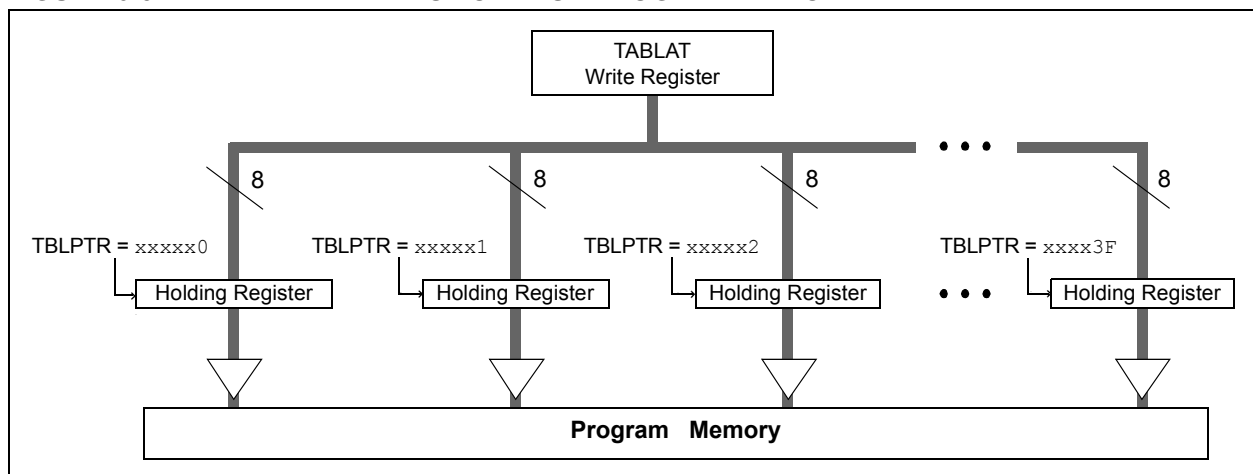 TABLAT
Write Register
8 8 8 8
TBLPTR = xxxxx0 TBLPTR = xxxxx1 TBLPTR = xxxxx2 TBLPTR = xxxx3F
Holding Register Holding Register Holding Register Holding Register
Program Memory